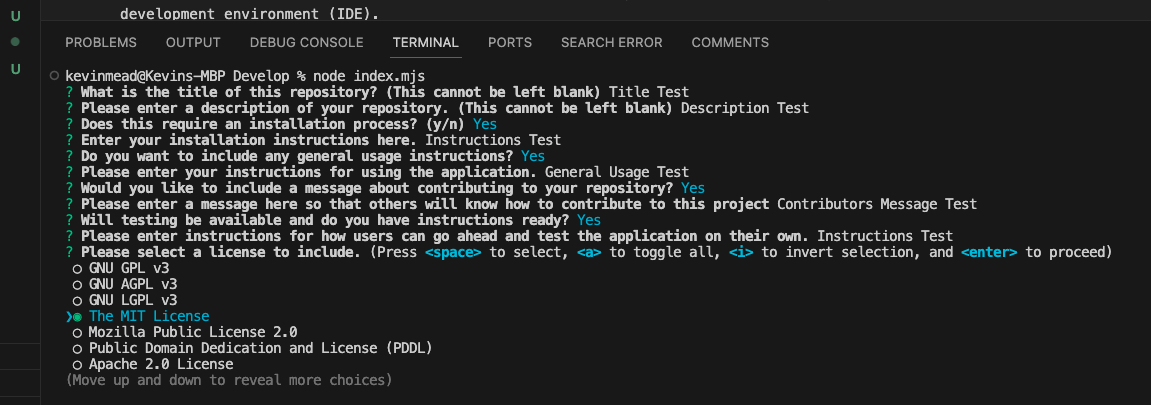 development environment (IDE).
U
U
PROBLEMS OUTPUT DEBUG CONSOLE TERMINAL PORTS SEARCH ERROR COMMENTS
kevinmead@Kevins-MBP Develop % node index.mjs
? What is the title of this repository? (This cannot be left blank) Title Test
? Please enter a description of your repository. (This cannot be left blank) Description Test
? Does this require an installation process? (y/n) Yes
? Enter your installation instructions here. Instructions Test
? Do you want to include any general usage instructions? Yes
? Please enter your instructions for using the application. General Usage Test
? Would you like to include a message about contributing to your repository? Yes
? Please enter a message here so that others will know how to contribute to this project Contributors Message Test
? Will testing be available and do you have instructions ready? Yes
? Please enter instructions for how users can go ahead and test the application on their own. Instructions Test
? Please select a license to include. (Press <space> to select, <a> to toggle all, <i> to invert selection, and <enter> to proceed)
○ GNU GPL v3
○ GNU AGPL v3
○ GNU LGPL v3
❯◉ The MIT License
○ Mozilla Public License 2.0
○ Public Domain Dedication and License (PDDL)
○ Apache 2.0 License
(Move up and down to reveal more choices)